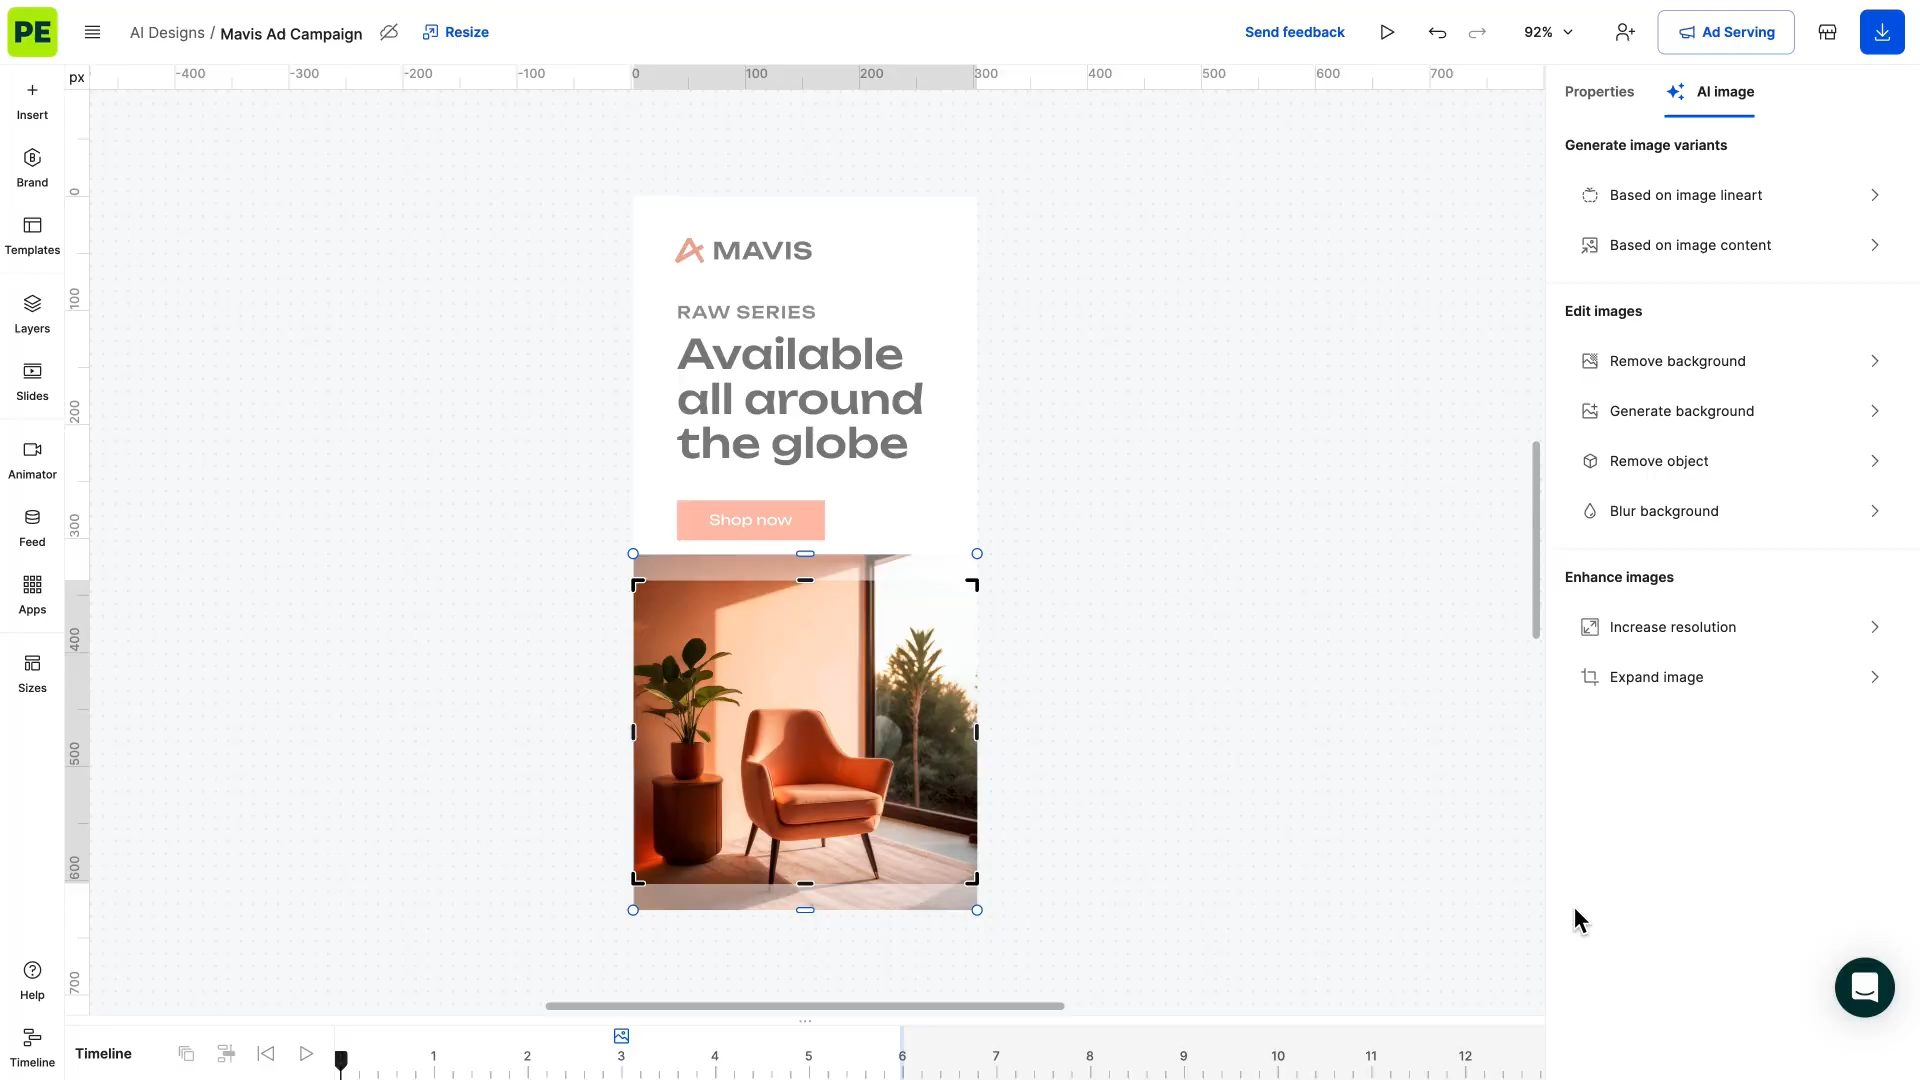 PE
AI Designs / Mavis Ad Campaign
Resize
Send feedback
92%
Ad Serving
px
-400 -300 -200 -100 0 100 200 300 400 500 600 700
Insert
Brand
Templates
Layers
Slides
Animator
Feed
Apps
Sizes
Help
Timeline
0
100
200
300
400
500
600
700
MAVIS
RAW SERIES
Available
all around
the globe
Shop now
Properties
AI image
Generate image variants
Based on image lineart
Based on image content
Edit images
Remove background
Generate background
Remove object
Blur background
Enhance images
Increase resolution
Expand image
Timeline
1 2 3 4 5 6 7 8 9 10 11 12